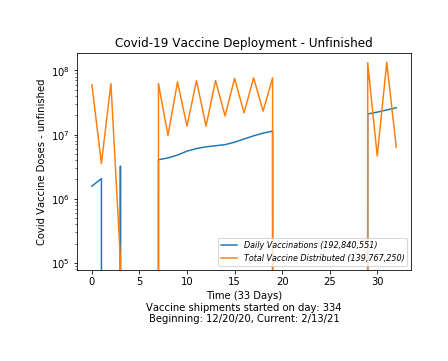 Covid-19 Vaccine Deployment - Unfinished
Covid Vaccine Doses - unfinished
10^8
10^7
10^6
10^5
0 5 10 15 20 25 30
Daily Vaccinations (192,840,551)
Total Vaccine Distributed (139,767,250)
Time (33 Days)
Vaccine shipments started on day: 334
Beginning: 12/20/20, Current: 2/13/21